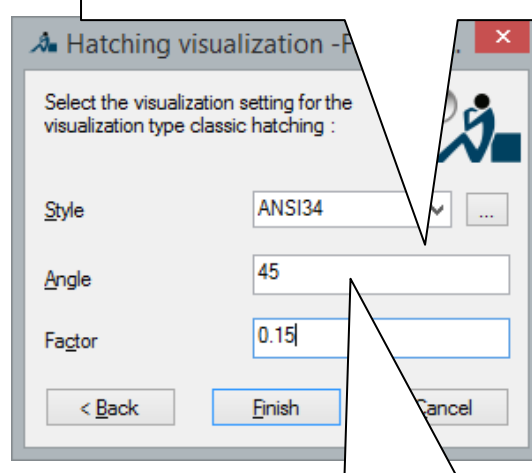 Hatching visualization -F .
Select the visualization setting for the
visualization type classic hatching :
Style ANSI34 ...
Angle 45
Factor 0.15
< Back Finish Cancel